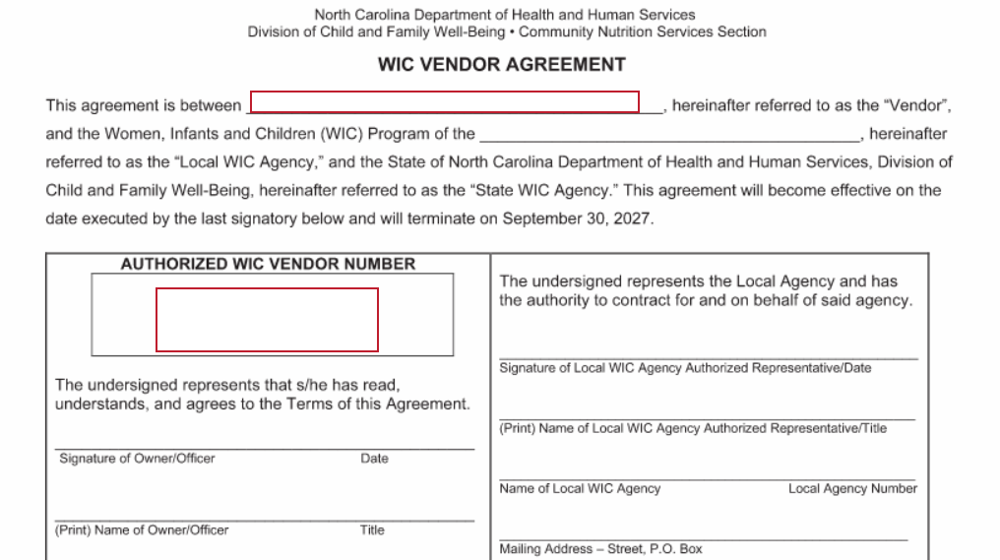 North Carolina Department of Health and Human Services
Division of Child and Family Well-Being • Community Nutrition Services Section
WIC VENDOR AGREEMENT
This agreement is between ____________________, hereinafter referred to as the “Vendor”,
and the Women, Infants and Children (WIC) Program of the ____________________, hereinafter
referred to as the “Local WIC Agency,” and the State of North Carolina Department of Health and Human Services, Division of
Child and Family Well-Being, hereinafter referred to as the “State WIC Agency.” This agreement will become effective on the
date executed by the last signatory below and will terminate on September 30, 2027.
AUTHORIZED WIC VENDOR NUMBER
The undersigned represents that s/he has read,
understands, and agrees to the Terms of this Agreement.
Signature of Owner/Officer Date
(Print) Name of Owner/Officer Title
The undersigned represents the Local Agency and has
the authority to contract for and on behalf of said agency.
Signature of Local WIC Agency Authorized Representative/Date
(Print) Name of Local WIC Agency Authorized Representative/Title
Name of Local WIC Agency Local Agency Number
Mailing Address – Street, P.O. Box